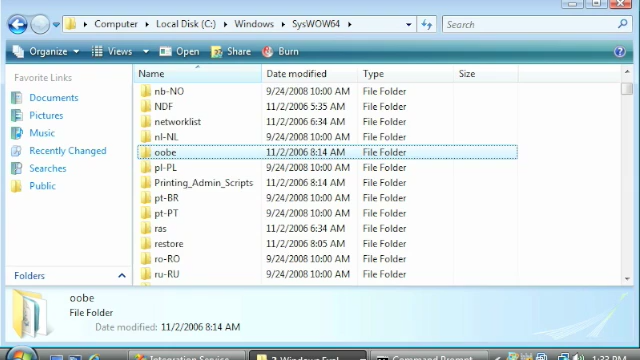 Computer Local Disk (C:) Windows SysWOW64 Search
Organize Views Open Share Burn
Favorite Links Name Date modified Type Size
Documents
Pictures
Music
Recently Changed
Searches
Public
nb-NO 9/24/2008 10:00 AM File Folder
NDF 11/2/2006 5:35 AM File Folder
networklist 11/2/2006 6:34 AM File Folder
nl-NL 9/24/2008 10:00 AM File Folder
oobe 11/2/2006 8:14 AM File Folder
pl-PL 9/24/2008 10:00 AM File Folder
Printing_Admin_Scripts 11/2/2006 8:14 AM File Folder
pt-BR 9/24/2008 10:00 AM File Folder
pt-PT 9/24/2008 10:00 AM File Folder
ras 11/2/2006 6:34 AM File Folder
restore 11/2/2006 8:05 AM File Folder
ro-RO 9/24/2008 10:00 AM File Folder
ru-RU 9/24/2008 10:00 AM File Folder
Folders
oobe
File Folder
Date modified: 11/2/2006 8:14 AM
Integration Service 2 Windows Expl Command Prompt 1:33 PM